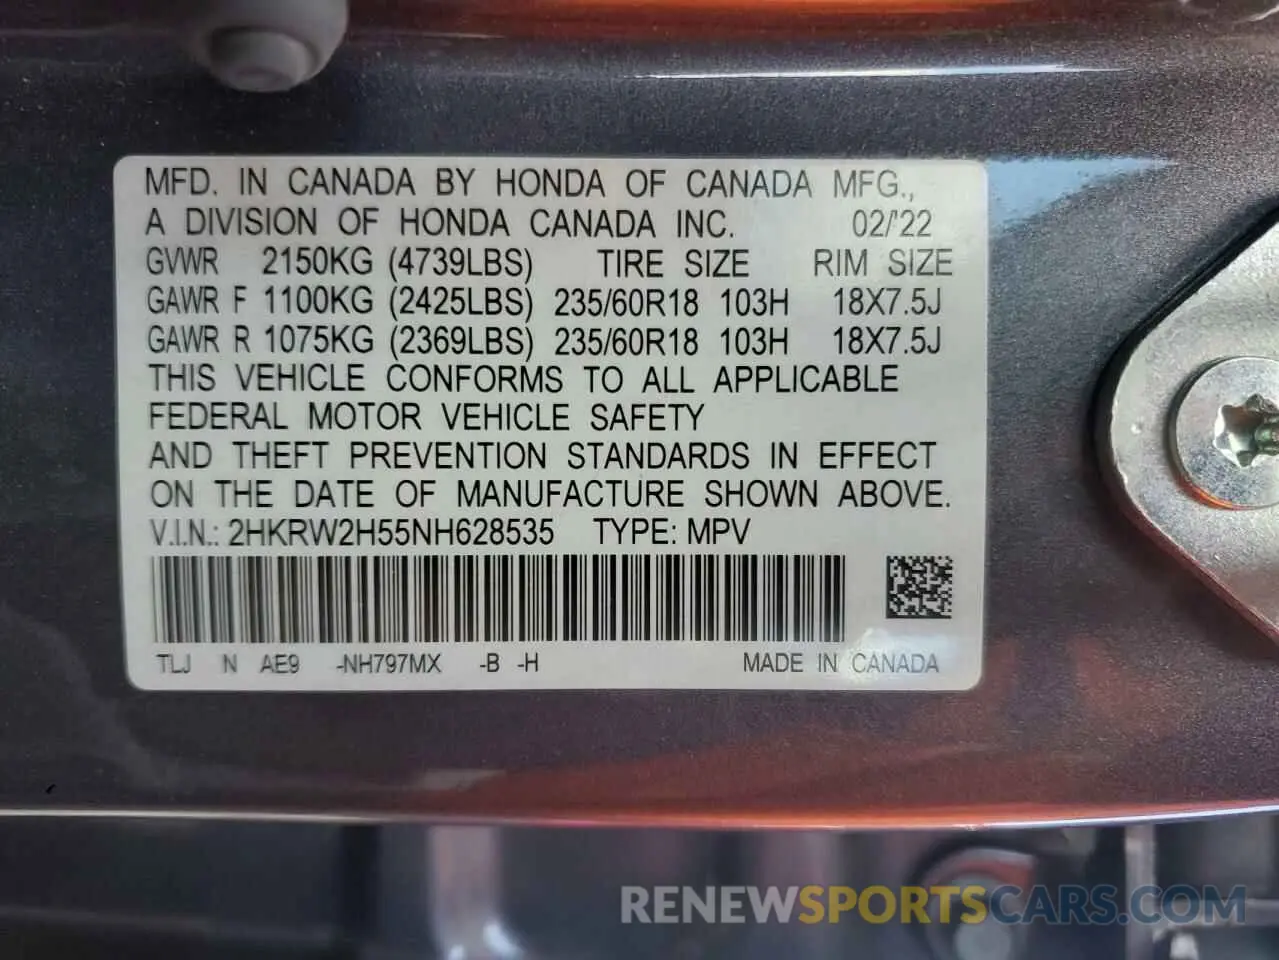 MFD. IN CANADA BY HONDA OF CANADA MFG.,
A DIVISION OF HONDA CANADA INC. 02/'22
GVWR 2150KG (4739LBS) TIRE SIZE RIM SIZE
GAWR F 1100KG (2425LBS) 235/60R18 103H 18X7.5J
GAWR R 1075KG (2369LBS) 235/60R18 103H 18X7.5J
THIS VEHICLE CONFORMS TO ALL APPLICABLE
FEDERAL MOTOR VEHICLE SAFETY
AND THEFT PREVENTION STANDARDS IN EFFECT
ON THE DATE OF MANUFACTURE SHOWN ABOVE.
V.I.N.: 2HKRW2H55NH628535 TYPE: MPV
TLJ N AE9 -NH797MX -B -H MADE IN CANADA
RENEWSPORTSCARS.COM